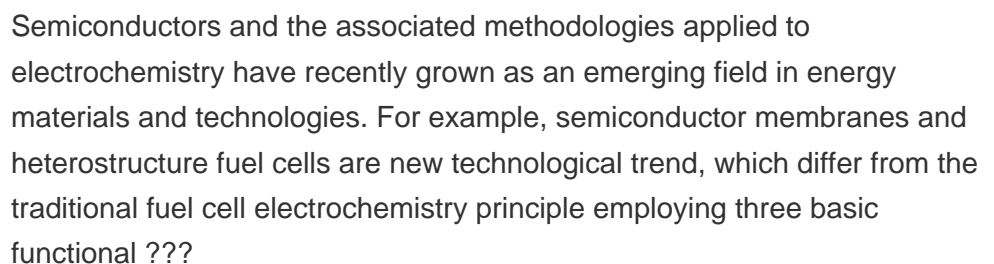 Semiconductors and the associated methodologies applied to
electrochemistry have recently grown as an emerging field in energy
materials and technologies. For example, semiconductor membranes and
heterostructure fuel cells are new technological trend, which differ from the
traditional fuel cell electrochemistry principle employing three basic
functional ???